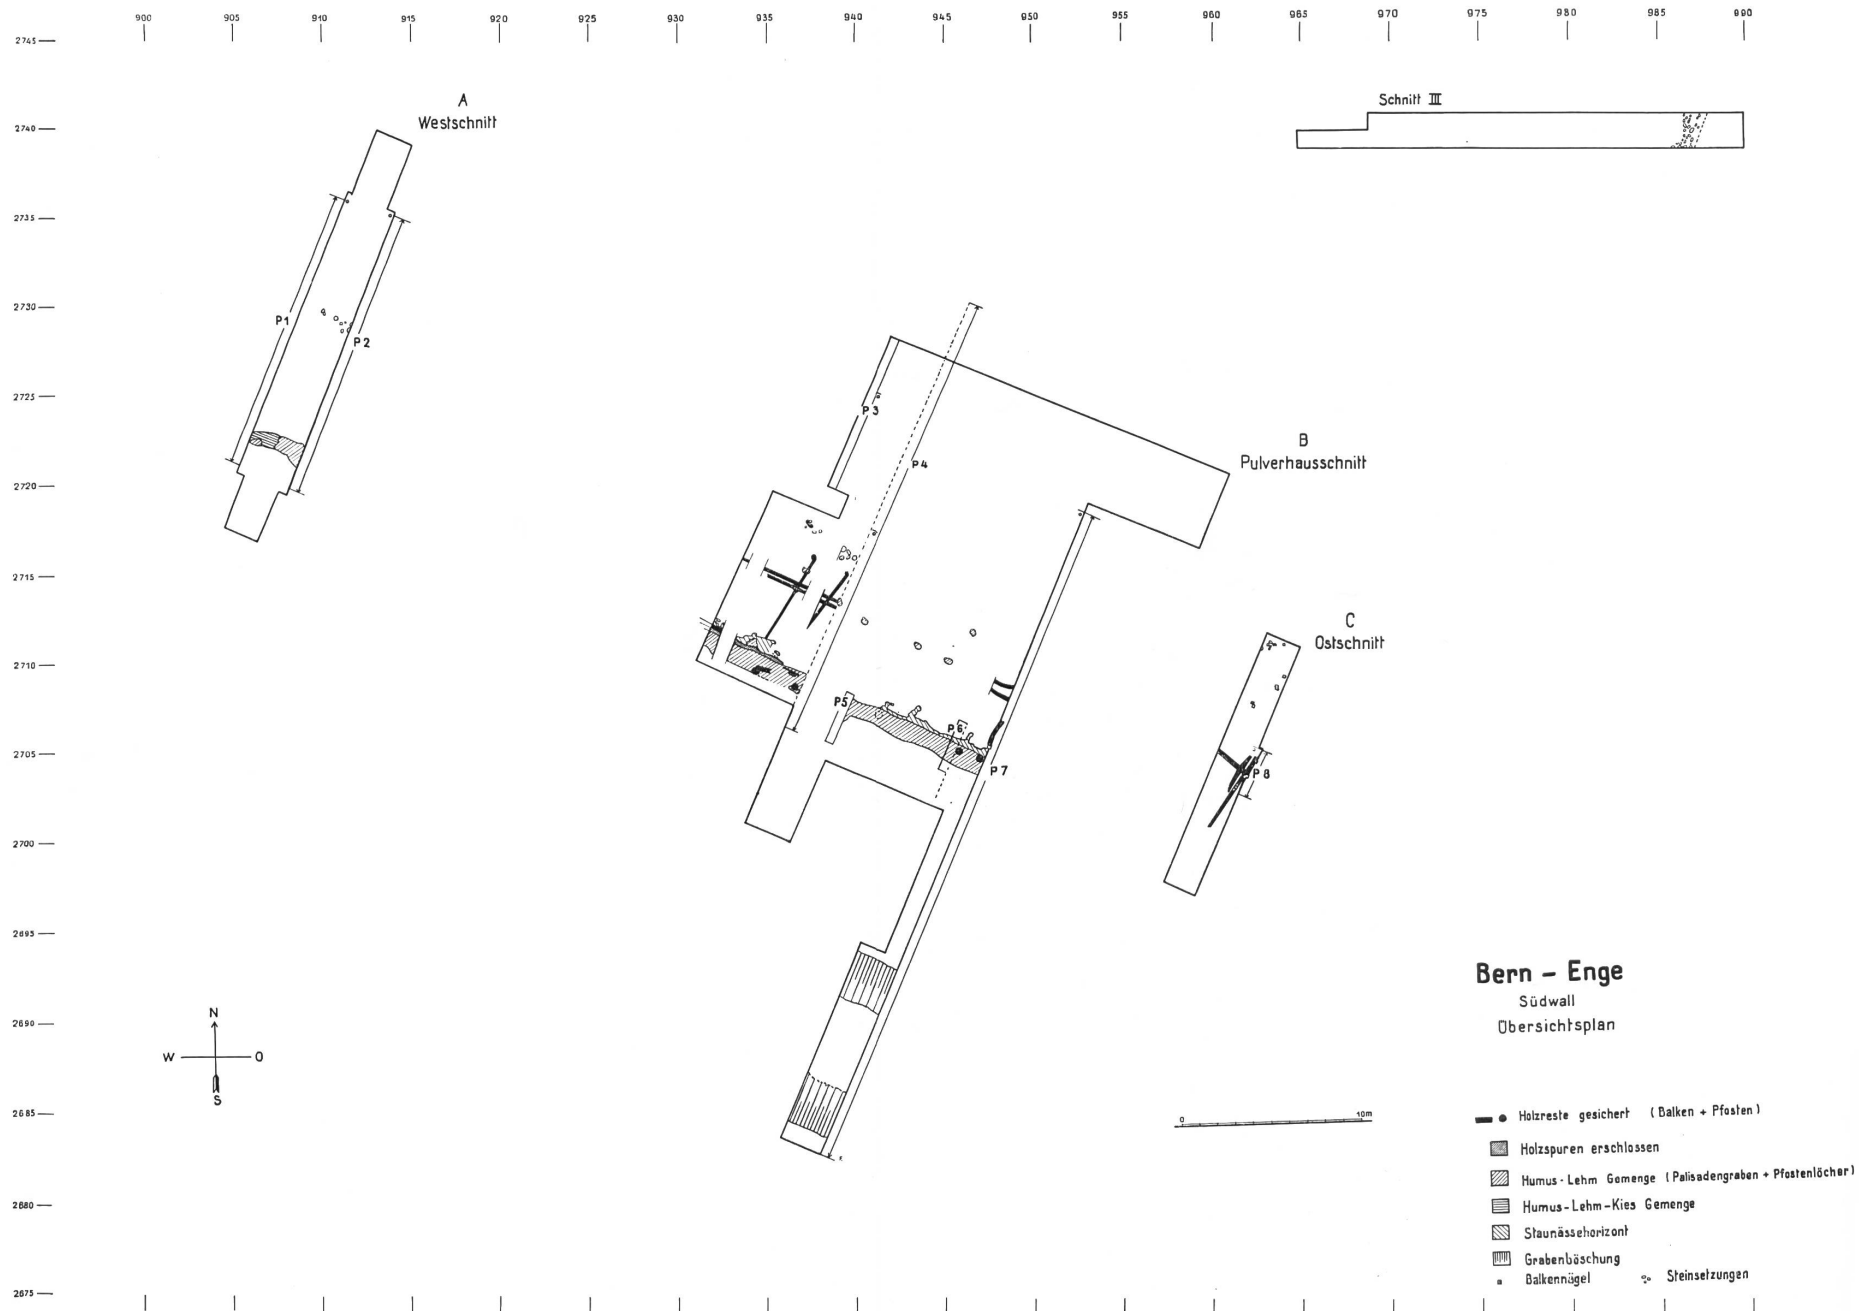 900 905 910 915 920 925 930 935 940 945 950 955 960 965 970 975 980 985 990
2745
2740
2735
2730
2725
2720
2715
2710
2705
2700
2695
2690
2685
2680
2675
A
Westschnitt
P1
P2
Schnitt III
B
Pulverhausschnitt
P3
P4
P5
P6
P7
C
Ostschnitt
P8
N
W O
S
Bern – Enge
Südwall
Übersichtsplan
0 10m
Holzreste gesichert (Balken + Pfosten)
Holzspuren erschlossen
Humus-Lehm Gemenge (Palisadengraben + Pfostenlöcher)
Humus-Lehm-Kies Gemenge
Staunässehorizont
Grabenböschung
Balkennägel Steinsetzungen